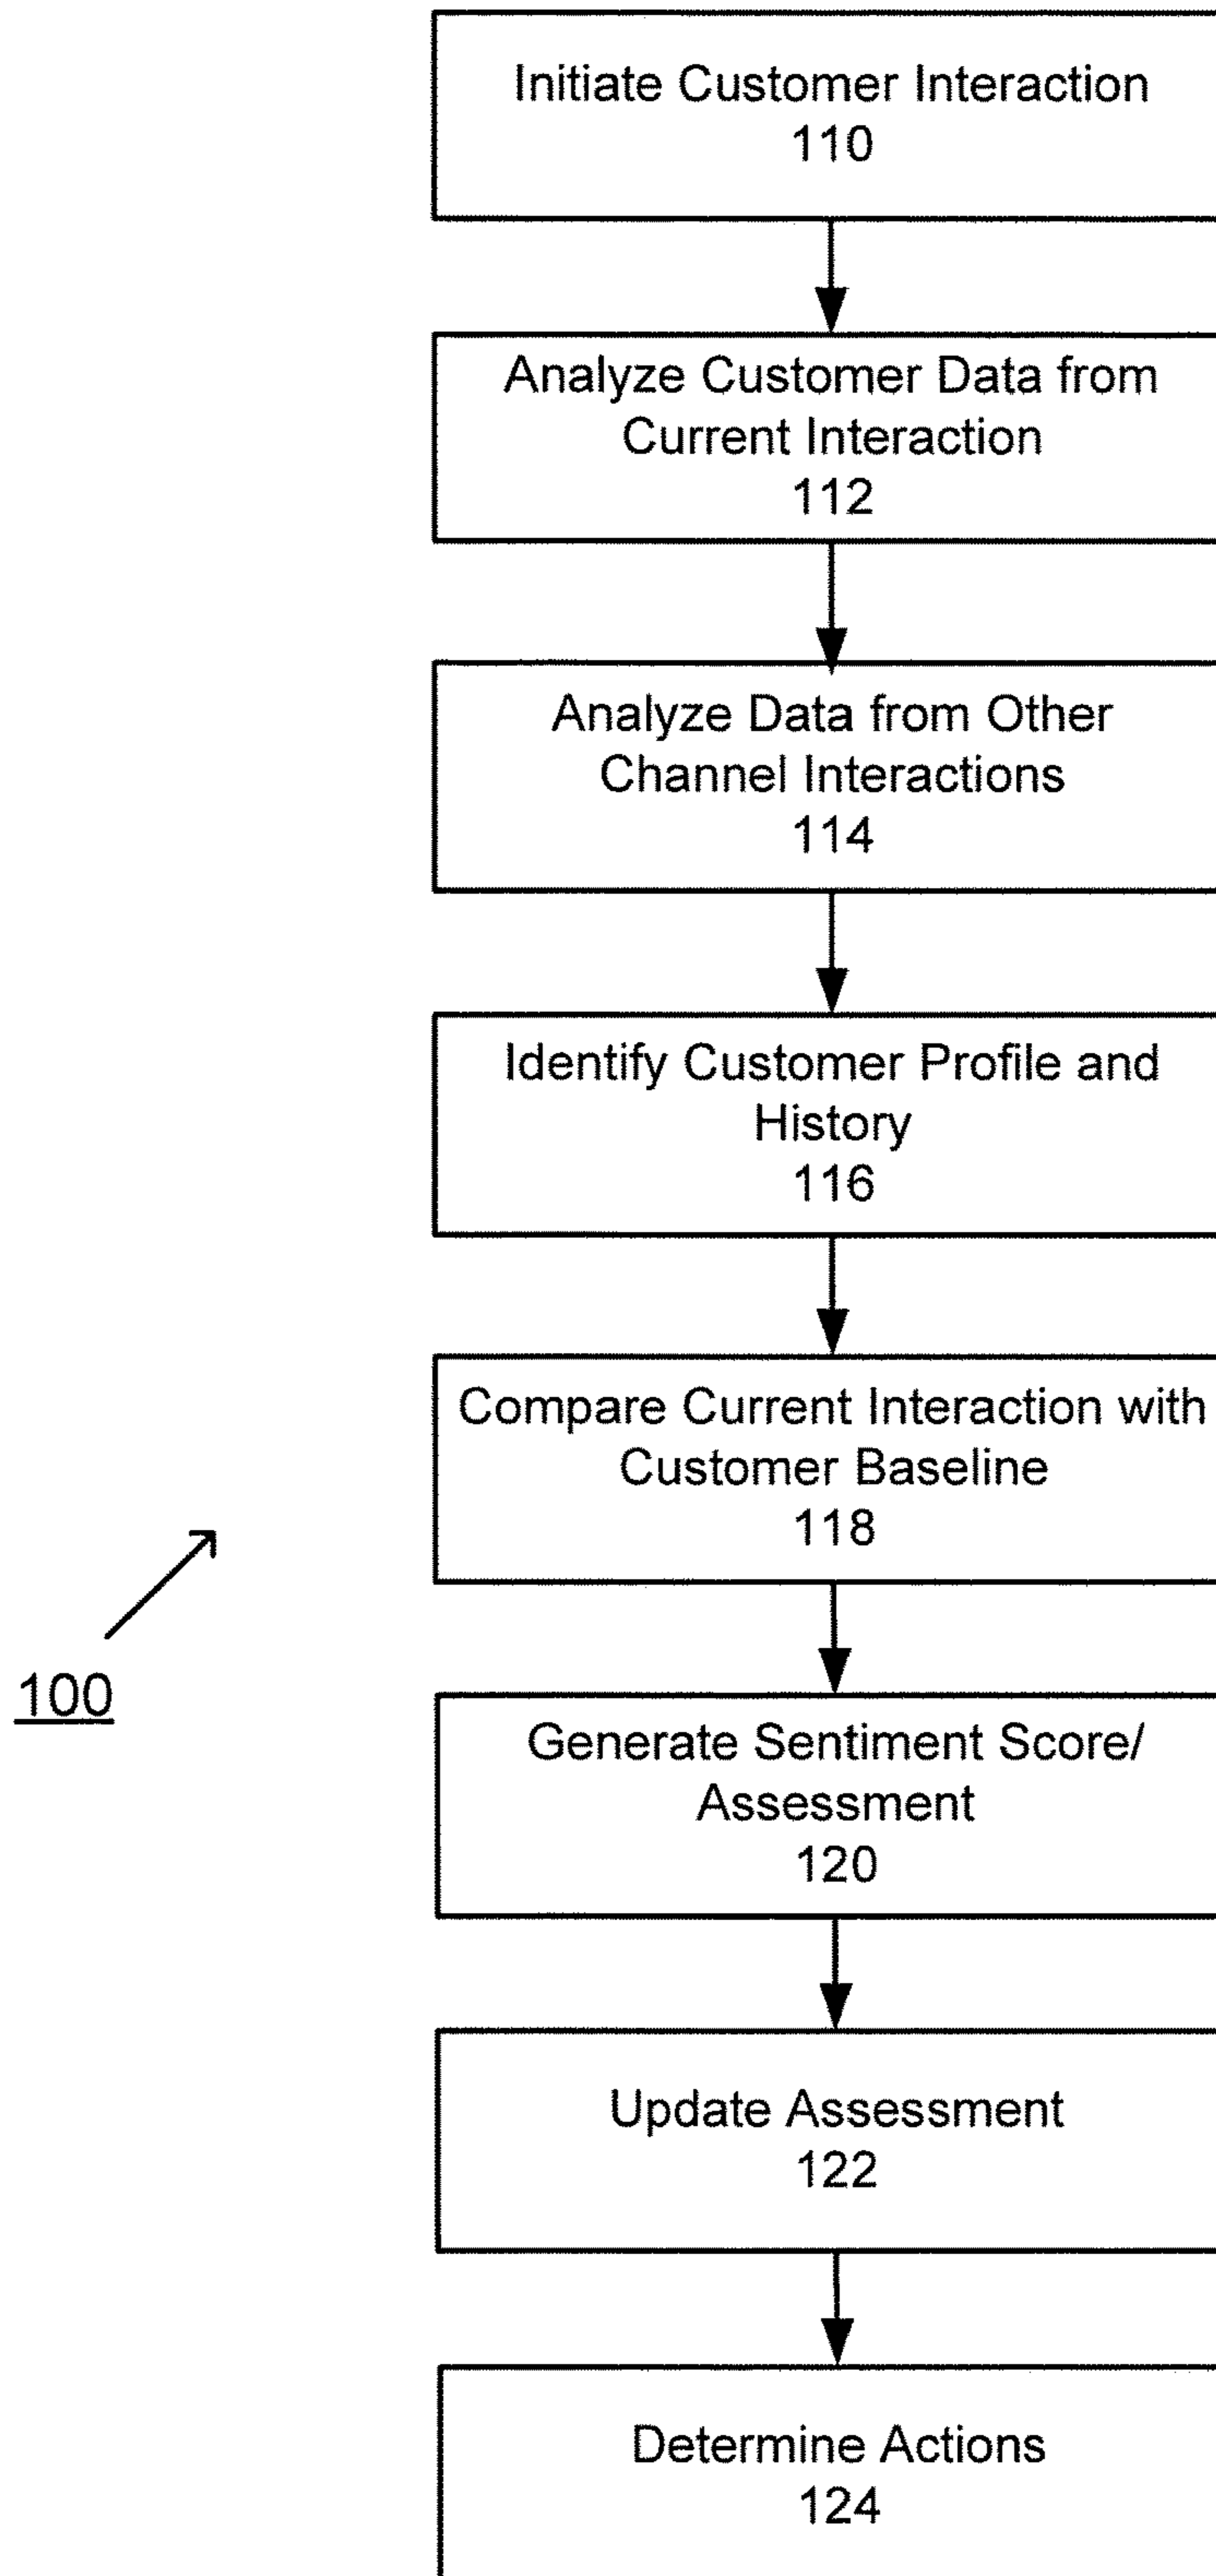 Initiate Customer Interaction
110
Analyze Customer Data from
Current Interaction
112
Analyze Data from Other
Channel Interactions
114
Identify Customer Profile and
History
116
Compare Current Interaction with
Customer Baseline
118
100
Generate Sentiment Score/
Assessment
120
Update Assessment
122
Determine Actions
124